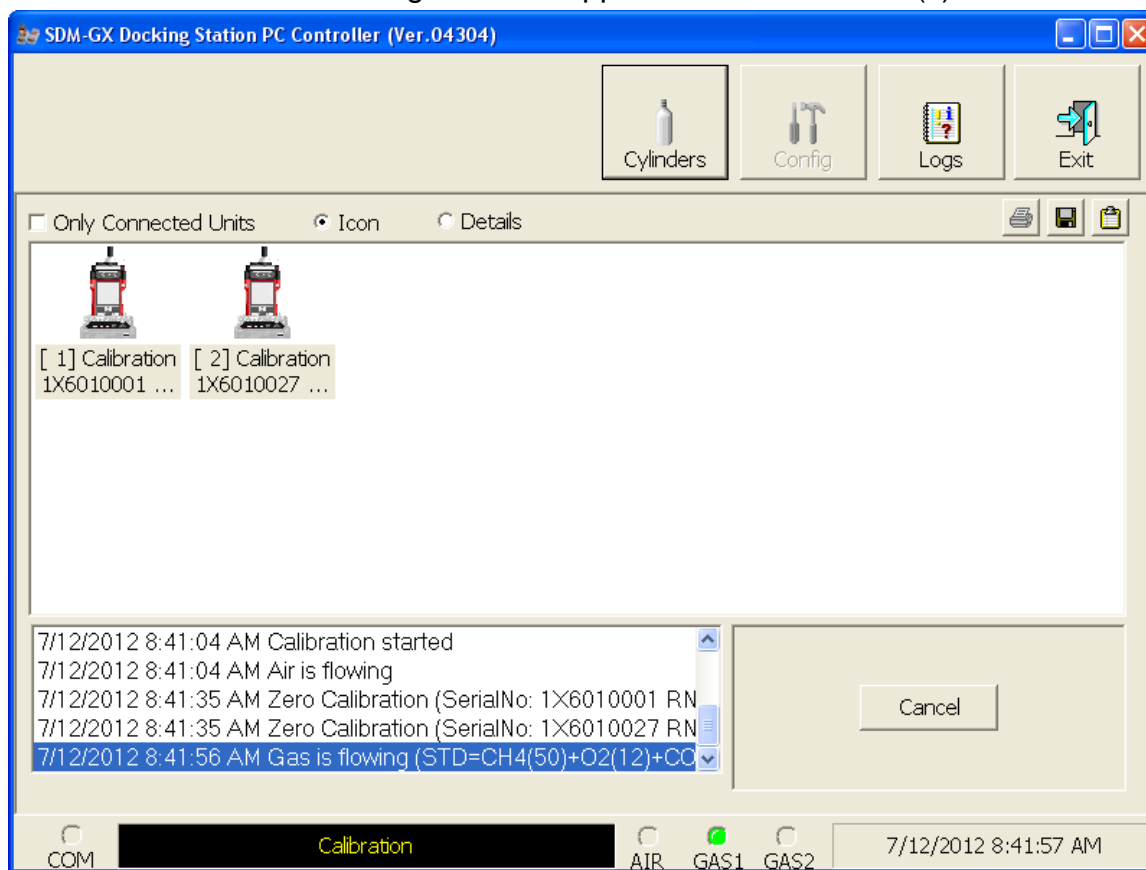 SDM-GX Docking Station PC Controller (Ver.04304)
Cylinders
Config
Logs
Exit
Only Connected Units
Icon
Details
[ 1] Calibration
1X6010001 ...
[ 2] Calibration
1X6010027 ...
7/12/2012 8:41:04 AM Calibration started
7/12/2012 8:41:04 AM Air is flowing
7/12/2012 8:41:35 AM Zero Calibration (SerialNo: 1X6010001 RN
7/12/2012 8:41:35 AM Zero Calibration (SerialNo: 1X6010027 RN
7/12/2012 8:41:56 AM Gas is flowing (STD=CH4(50)+O2(12)+CO
Cancel
COM
Calibration
AIR
GAS1
GAS2
7/12/2012 8:41:57 AM